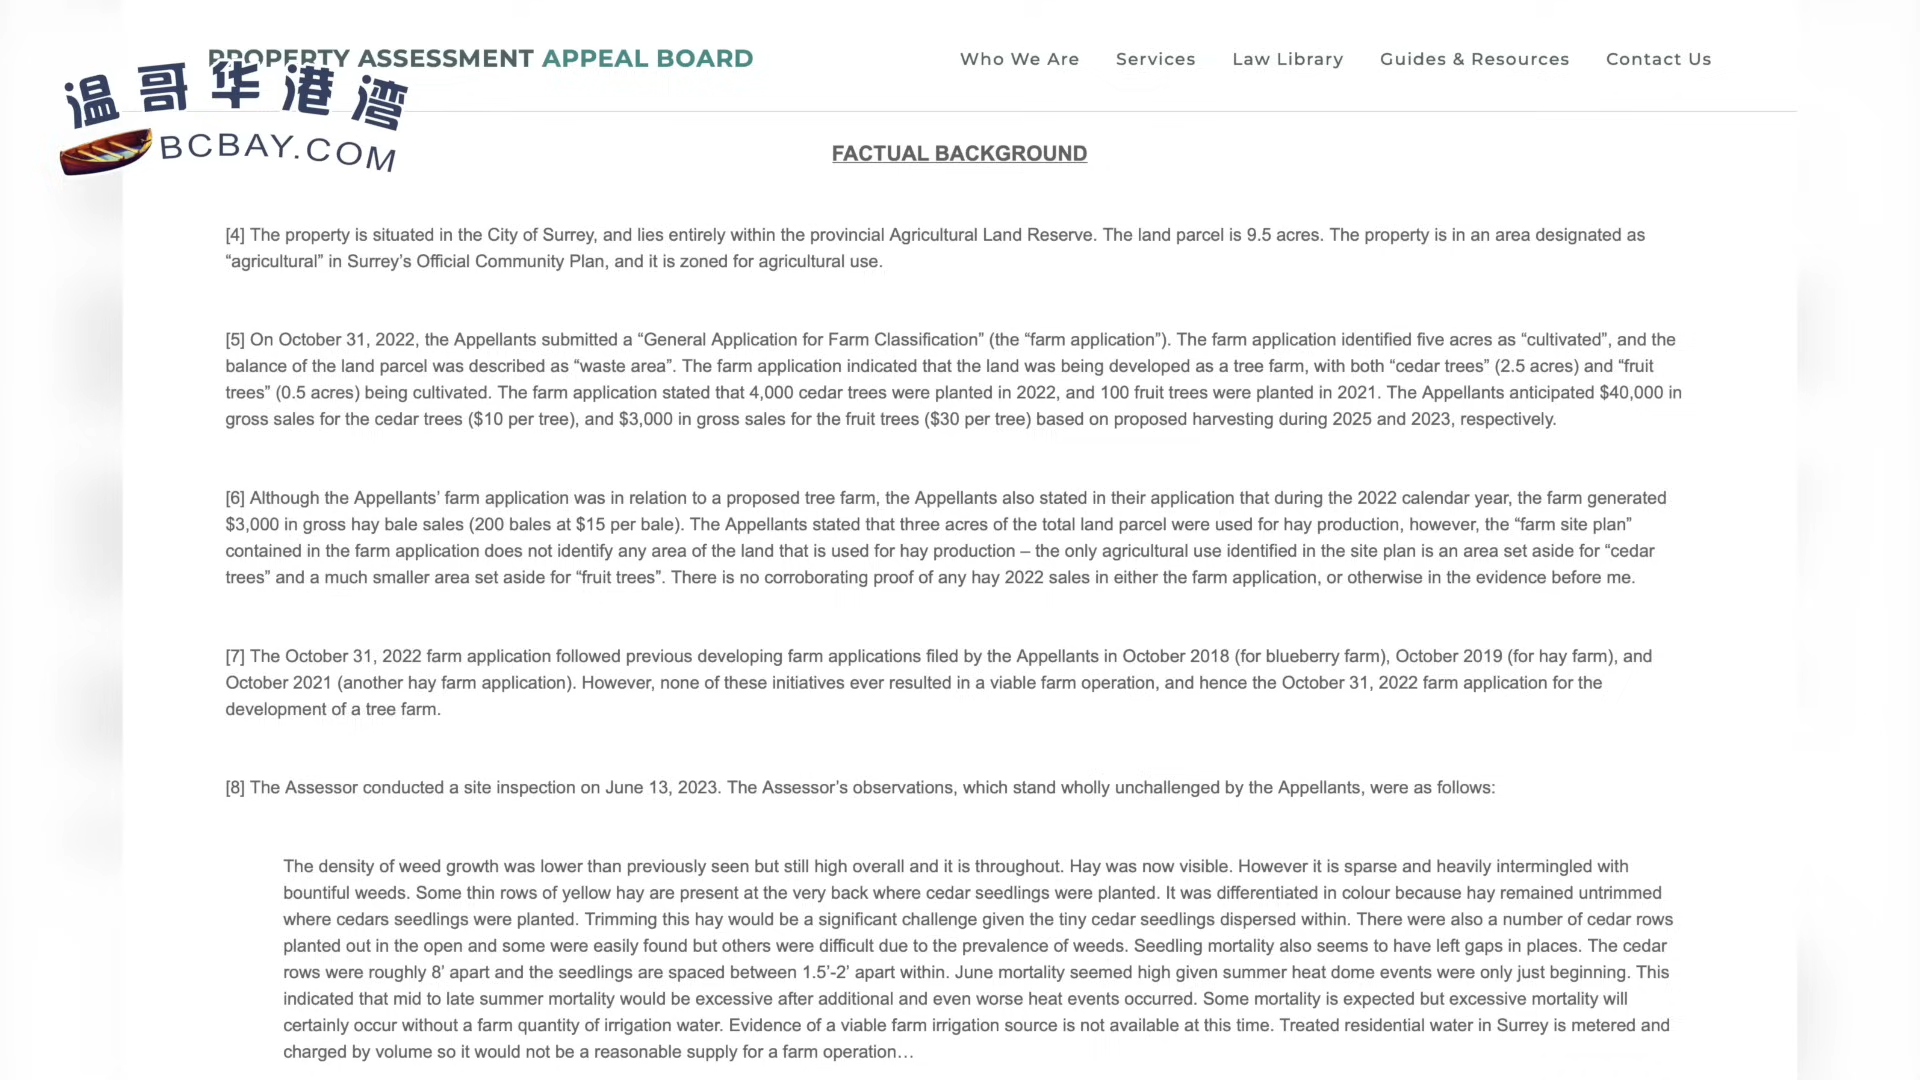 PROPERTY ASSESSMENT APPEAL BOARD
Who We Are
Services
Law Library
Guides & Resources
Contact Us
温哥华港湾
BCBAY.COM
FACTUAL BACKGROUND
[4] The property is situated in the City of Surrey, and lies entirely within the provincial Agricultural Land Reserve. The land parcel is 9.5 acres. The property is in an area designated as
“agricultural” in Surrey’s Official Community Plan, and it is zoned for agricultural use.
[5] On October 31, 2022, the Appellants submitted a “General Application for Farm Classification” (the “farm application”). The farm application identified five acres as “cultivated”, and the
balance of the land parcel was described as “waste area”. The farm application indicated that the land was being developed as a tree farm, with both “cedar trees” (2.5 acres) and “fruit
trees” (0.5 acres) being cultivated. The farm application stated that 4,000 cedar trees were planted in 2022, and 100 fruit trees were planted in 2021. The Appellants anticipated $40,000 in
gross sales for the cedar trees ($10 per tree), and $3,000 in gross sales for the fruit trees ($30 per tree) based on proposed harvesting during 2025 and 2023, respectively.
[6] Although the Appellants’ farm application was in relation to a proposed tree farm, the Appellants also stated in their application that during the 2022 calendar year, the farm generated
$3,000 in gross hay bale sales (200 bales at $15 per bale). The Appellants stated that three acres of the total land parcel were used for hay production, however, the “farm site plan”
contained in the farm application does not identify any area of the land that is used for hay production – the only agricultural use identified in the site plan is an area set aside for “cedar
trees” and a much smaller area set aside for “fruit trees”. There is no corroborating proof of any hay 2022 sales in either the farm application, or otherwise in the evidence before me.
[7] The October 31, 2022 farm application followed previous developing farm applications filed by the Appellants in October 2018 (for blueberry farm), October 2019 (for hay farm), and
October 2021 (another hay farm application). However, none of these initiatives ever resulted in a viable farm operation, and hence the October 31, 2022 farm application for the
development of a tree farm.
[8] The Assessor conducted a site inspection on June 13, 2023. The Assessor’s observations, which stand wholly unchallenged by the Appellants, were as follows:
The density of weed growth was lower than previously seen but still high overall and it is throughout. Hay was now visible. However it is sparse and heavily intermingled with
bountiful weeds. Some thin rows of yellow hay are present at the very back where cedar seedlings were planted. It was differentiated in colour because hay remained untrimmed
where cedars seedlings were planted. Trimming this hay would be a significant challenge given the tiny cedar seedlings dispersed within. There were also a number of cedar rows
planted out in the open and some were easily found but others were difficult due to the prevalence of weeds. Seedling mortality also seems to have left gaps in places. The cedar
rows were roughly 8’ apart and the seedlings are spaced between 1.5’-2’ apart within. June mortality seemed high given summer heat dome events were only just beginning. This
indicated that mid to late summer mortality would be excessive after additional and even worse heat events occurred. Some mortality is expected but excessive mortality will
certainly occur without a farm quantity of irrigation water. Evidence of a viable farm irrigation source is not available at this time. Treated residential water in Surrey is metered and
charged by volume so it would not be a reasonable supply for a farm operation…